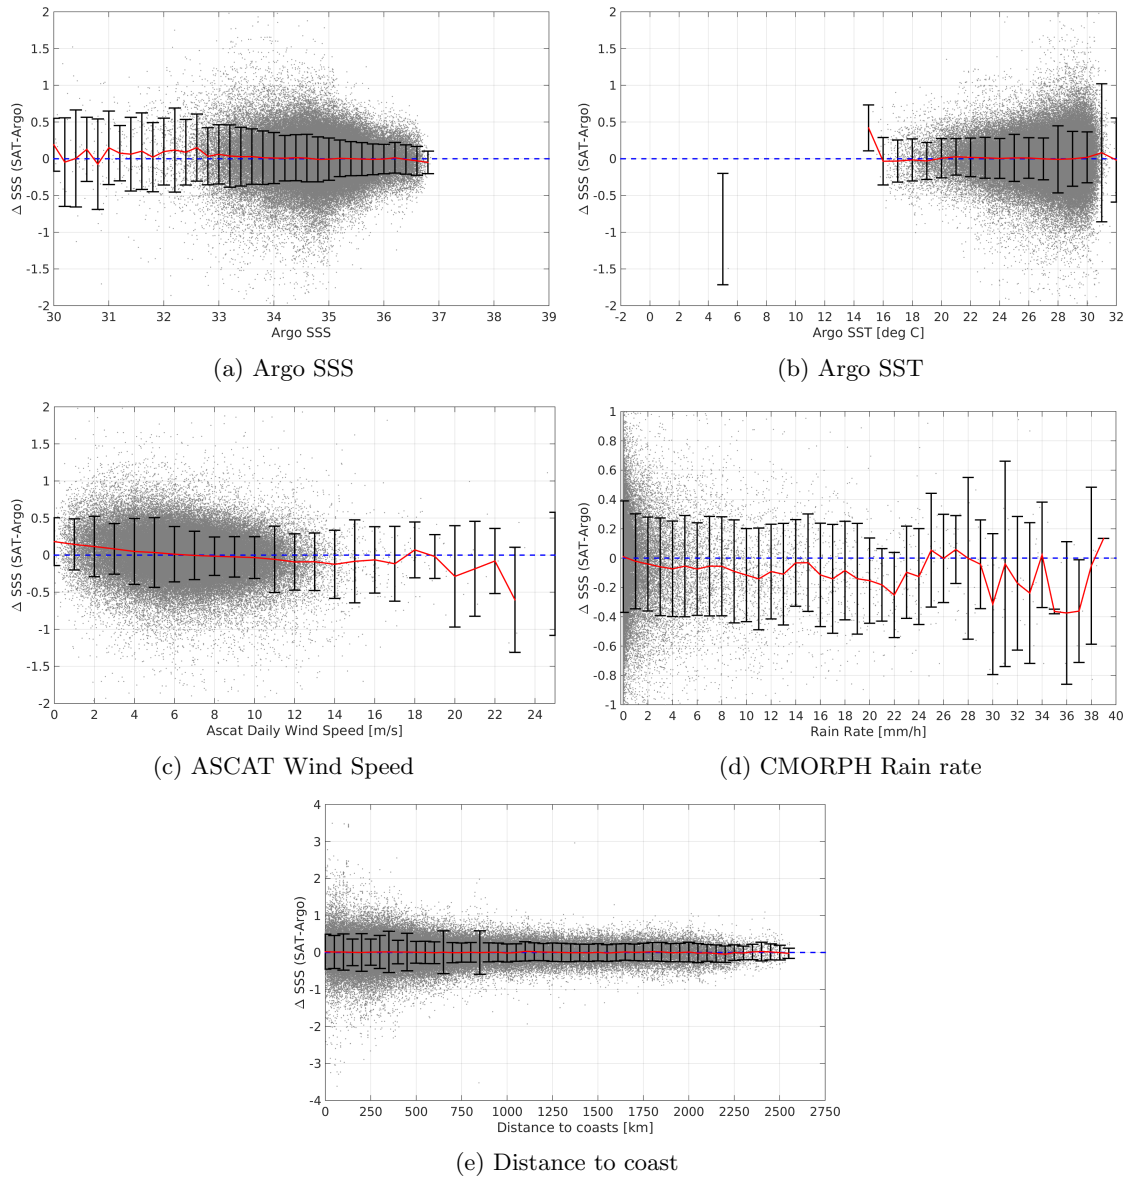 2
1.5
1
0.5
0
-0.5
-1
-1.5
-2
Δ SSS (SAT-Argo)
30 31 32 33 34 35 36 37 38 39
Argo SSS
(a) Argo SSS
2
1.5
1
0.5
0
-0.5
-1
-1.5
-2
Δ SSS (SAT-Argo)
-2 0 2 4 6 8 10 12 14 16 18 20 22 24 26 28 30 32
Argo SST [deg C]
(b) Argo SST
2
1.5
1
0.5
0
-0.5
-1
-1.5
-2
Δ SSS (SAT-Argo)
0 2 4 6 8 10 12 14 16 18 20 22 24
Ascat Daily Wind Speed [m/s]
(c) ASCAT Wind Speed
1
0.8
0.6
0.4
0.2
0
-0.2
-0.4
-0.6
-0.8
-1
Δ SSS (SAT-Argo)
0 2 4 6 8 10 12 14 16 18 20 22 24 26 28 30 32 34 36 38 40
Rain Rate [mm/h]
(d) CMORPH Rain rate
4
3
2
1
0
-1
-2
-3
-4
Δ SSS (SAT-Argo)
0 250 500 750 1000 1250 1500 1750 2000 2250 2500 2750
Distance to coasts [km]
(e) Distance to coast